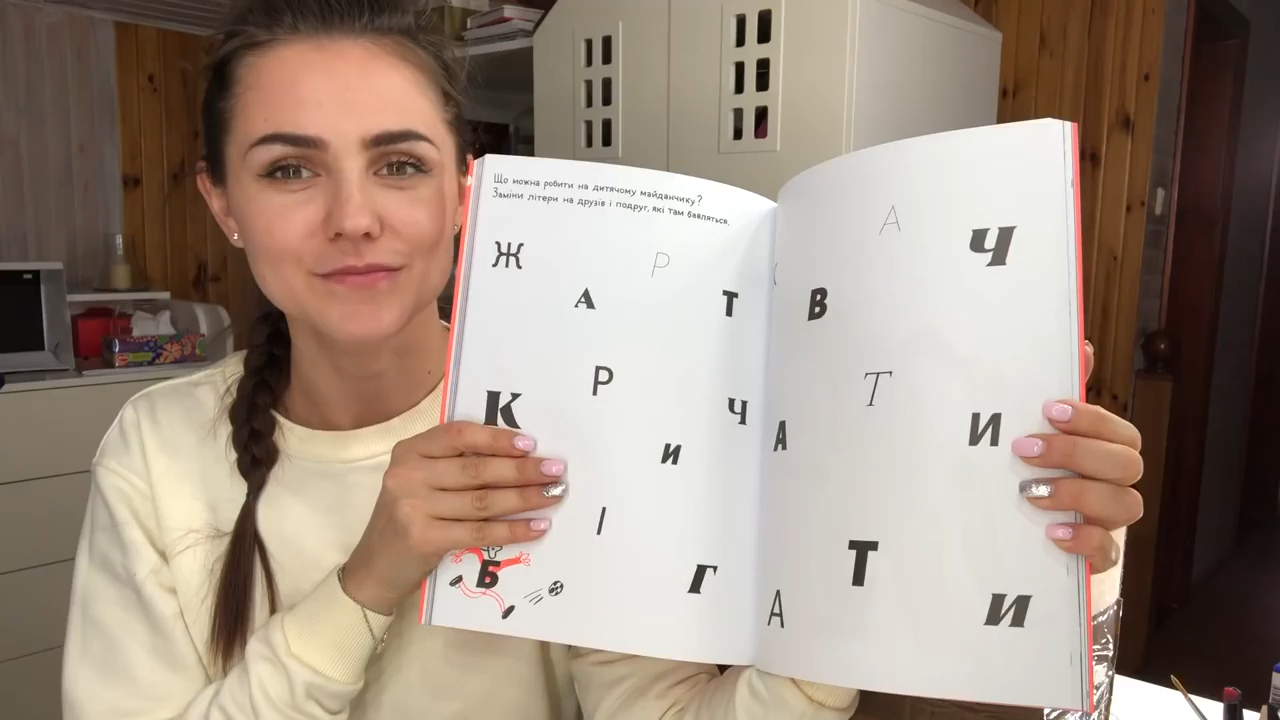 Що можна робити на дитячому майданчику?
Заміни літери на друзів і подруг, які там бавляться.
Ж А Р Т В А Ч
К Р И Ч А Т И
Б І Г А Т И